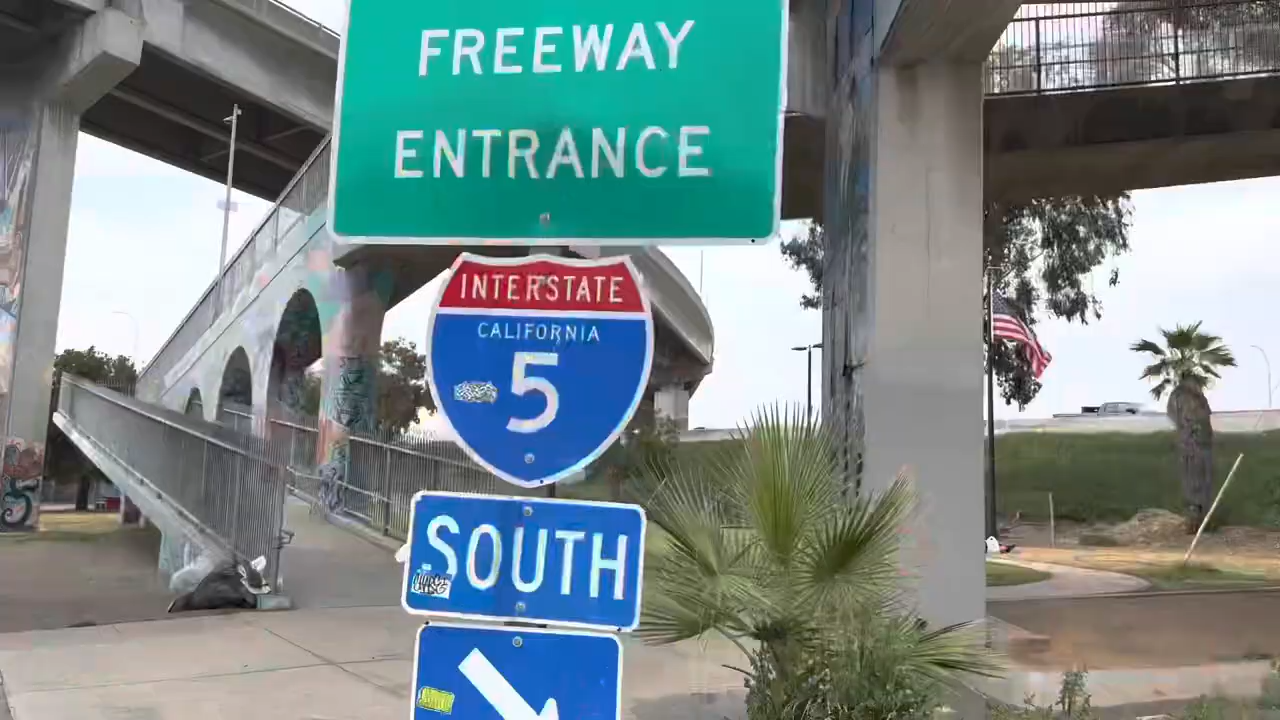 FREEWAY
ENTRANCE
INTERSTATE
CALIFORNIA
5
SOUTH